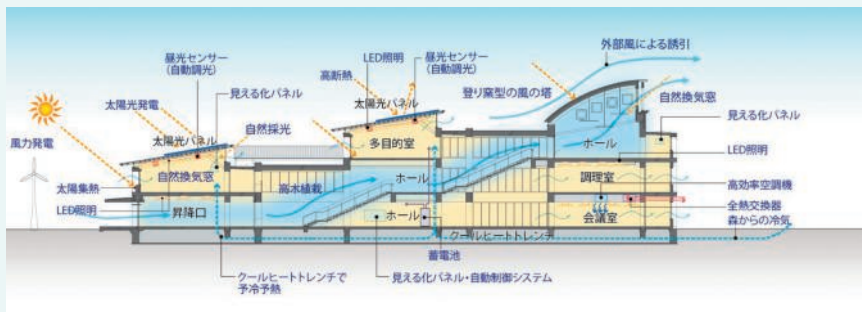 外部風による誘引
昼光センサー
(自動調光)
LED照明
昼光センサー
(自動調光)
高断熱
太陽光発電
見える化パネル
太陽光パネル
登り窯型の風の塔
自然換気窓
見える化パネル
風力発電
太陽光パネル
自然採光
多目的室
ホール
LED照明
太陽集熱
自然換気窓
高木植栽
ホール
調理室
高効率空調機
LED照明
昇降口
ホール
会議室
全熱交換器
森からの冷気
クールヒートトレンチ
蓄電池
クールヒートトレンチで
予冷予熱
見える化パネル・自動制御システム